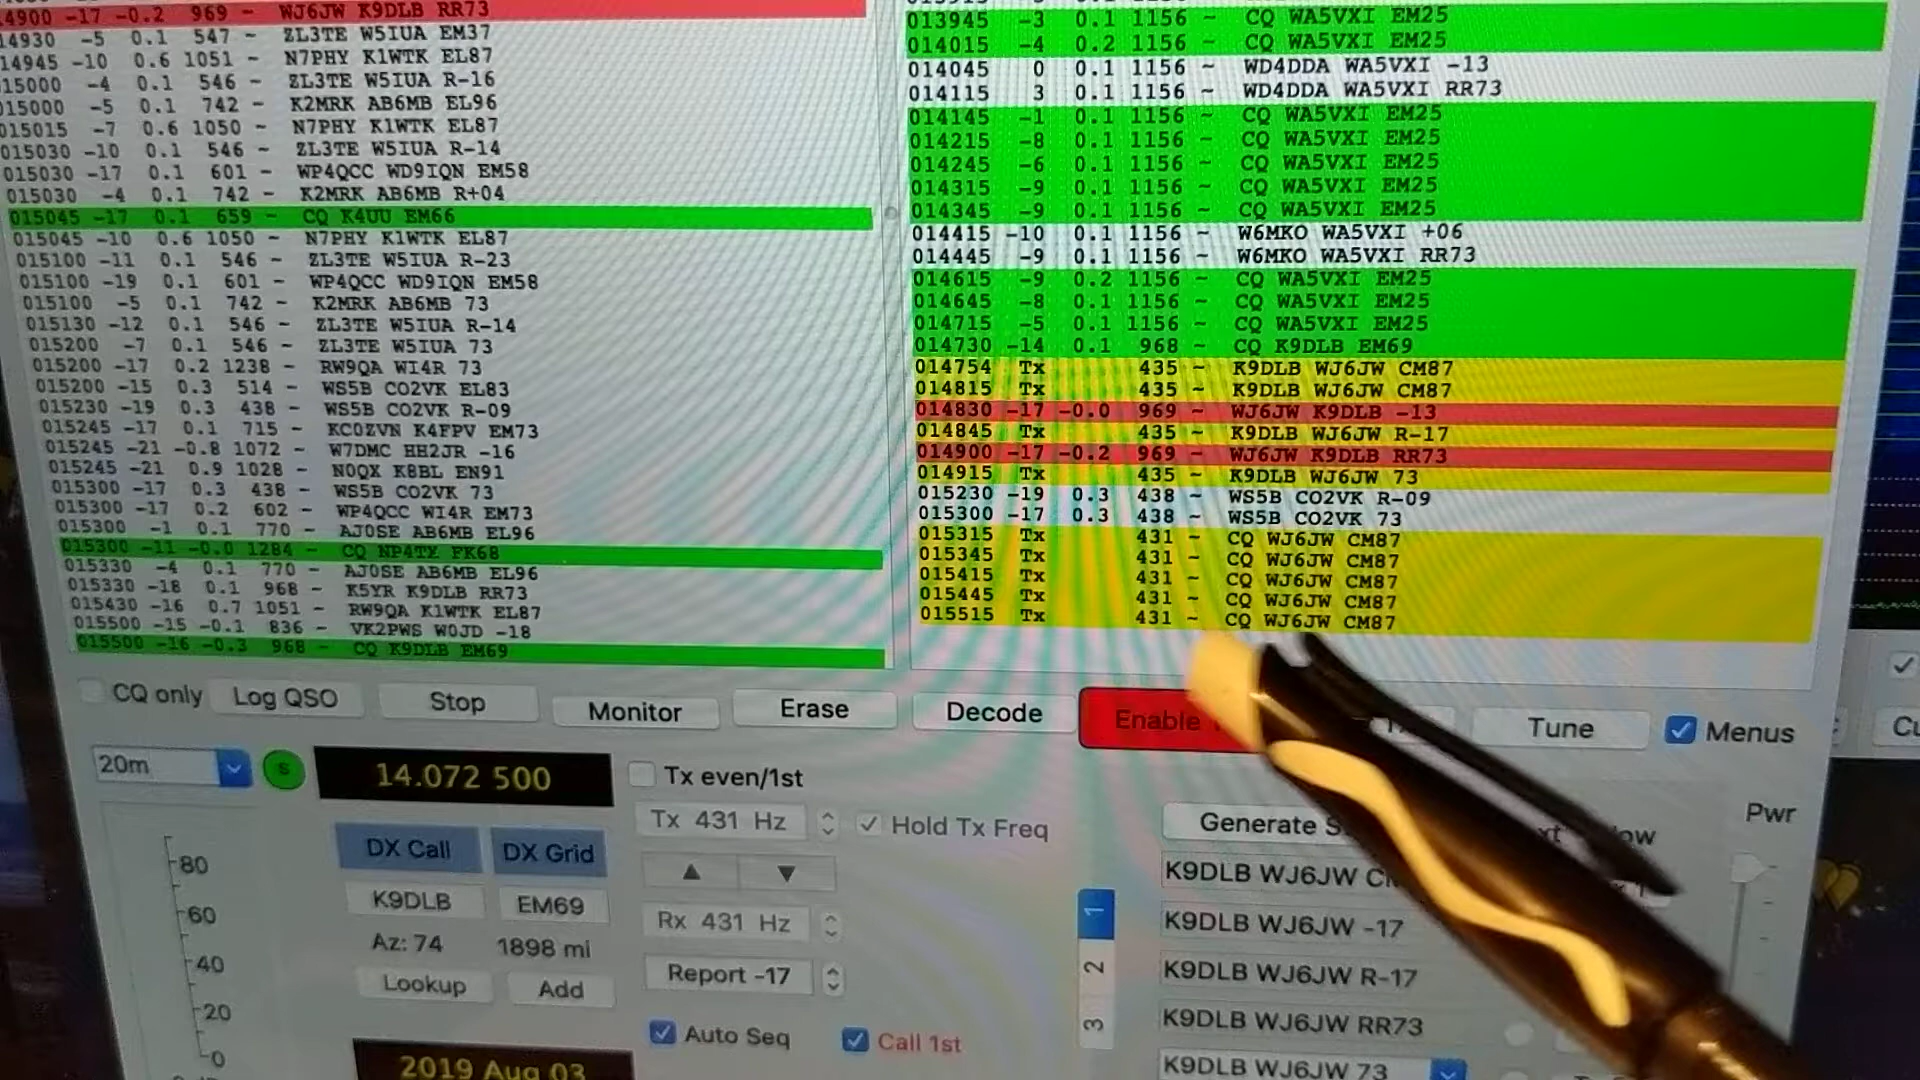 4900 -17 -0.2 969 ~ WJ6JW K9DLB RR73
14930 -5 0.1 547 ~ ZL3TE W5IUA EM37
14945 -10 0.6 1051 ~ N7PHY K1WTK EL87
15000 -4 0.1 546 ~ ZL3TE W5IUA R-16
15000 -5 0.1 742 ~ K2MRK AB6MB EL96
015015 -7 0.6 1050 ~ N7PHY K1WTK EL87
015030 -10 0.1 546 ~ ZL3TE W5IUA R-14
015030 -17 0.1 601 ~ WP4QCC WD9IQN EM58
015030 -4 0.1 742 ~ K2MRK AB6MB R+04
015045 -17 0.1 659 ~ CQ K4UU EM66
015045 -10 0.6 1050 ~ N7PHY K1WTK EL87
015100 -11 0.1 546 ~ ZL3TE W5IUA R-23
015100 -19 0.1 601 ~ WP4QCC WD9IQN EM58
015100 -5 0.1 742 ~ K2MRK AB6MB 73
015130 -12 0.1 546 ~ ZL3TE W5IUA R-14
015200 -7 0.1 546 ~ ZL3TE W5IUA 73
015200 -17 0.2 1238 ~ RW9QA WI4R 73
015200 -15 0.3 514 ~ WS5B CO2VK EL83
015230 -19 0.3 438 ~ WS5B CO2VK R-09
015245 -17 0.1 715 ~ KC0ZVN K4FPV EM73
015245 -21 -0.8 1072 ~ W7DMC HH2JR -16
015245 -21 0.9 1028 ~ N0QX K8BL EN91
015300 -17 0.3 438 ~ WS5B CO2VK 73
015300 -17 0.2 602 ~ WP4QCC WI4R EM73
015300 -1 0.1 770 ~ AJ0SE AB6MB EL96
015300 -11 -0.0 1284 ~ CQ NP4TX FK68
015330 -4 0.1 770 ~ AJ0SE AB6MB EL96
015330 -18 0.1 968 ~ K5YR K9DLB RR73
015430 -16 0.7 1051 ~ RW9QA K1WTK EL87
015500 -15 -0.1 836 ~ VK2PWS W0JD -18
015500 -16 -0.3 968 ~ CQ K9DLB EM69
013945 -3 0.1 1156 ~ CQ WA5VXI EM25
014015 -4 0.2 1156 ~ CQ WA5VXI EM25
014045 0 0.1 1156 ~ WD4DDA WA5VXI -13
014115 3 0.1 1156 ~ WD4DDA WA5VXI RR73
014145 -1 0.1 1156 ~ CQ WA5VXI EM25
014215 -8 0.1 1156 ~ CQ WA5VXI EM25
014245 -6 0.1 1156 ~ CQ WA5VXI EM25
014315 -9 0.1 1156 ~ CQ WA5VXI EM25
014345 -9 0.1 1156 ~ CQ WA5VXI EM25
014415 -10 0.1 1156 ~ W6MKO WA5VXI +06
014445 -9 0.1 1156 ~ W6MKO WA5VXI RR73
014615 -9 0.2 1156 ~ CQ WA5VXI EM25
014645 -8 0.1 1156 ~ CQ WA5VXI EM25
014715 -5 0.1 1156 ~ CQ WA5VXI EM25
014730 -14 0.1 968 ~ CQ K9DLB EM69
014754 Tx 435 ~ K9DLB WJ6JW CM87
014815 Tx 435 ~ K9DLB WJ6JW CM87
014830 -17 -0.0 969 ~ WJ6JW K9DLB -13
014845 Tx 435 ~ K9DLB WJ6JW R-17
014900 -17 -0.2 969 ~ WJ6JW K9DLB RR73
014915 Tx 435 ~ K9DLB WJ6JW 73
015230 -19 0.3 438 ~ WS5B CO2VK R-09
015300 -17 0.3 438 ~ WS5B CO2VK 73
015315 Tx 431 ~ CQ WJ6JW CM87
015345 Tx 431 ~ CQ WJ6JW CM87
015415 Tx 431 ~ CQ WJ6JW CM87
015445 Tx 431 ~ CQ WJ6JW CM87
015515 Tx 431 ~ CQ WJ6JW CM87
CQ only Log QSO Stop Monitor Erase Decode Enable Tune Menus
20m S 14.072 500 Tx even/1st
Tx 431 Hz Hold Tx Freq
Generate Pwr
DX Call DX Grid
K9DLB EM69
Rx 431 Hz
Az: 74 1898 mi
Report -17
Lookup Add
Auto Seq Call 1st
2019 Aug 03
80
60
40
20
0
1
2
3
K9DLB WJ6JW
K9DLB WJ6JW -17
K9DLB WJ6JW R-17
K9DLB WJ6JW RR73
K9DLB WJ6JW 73